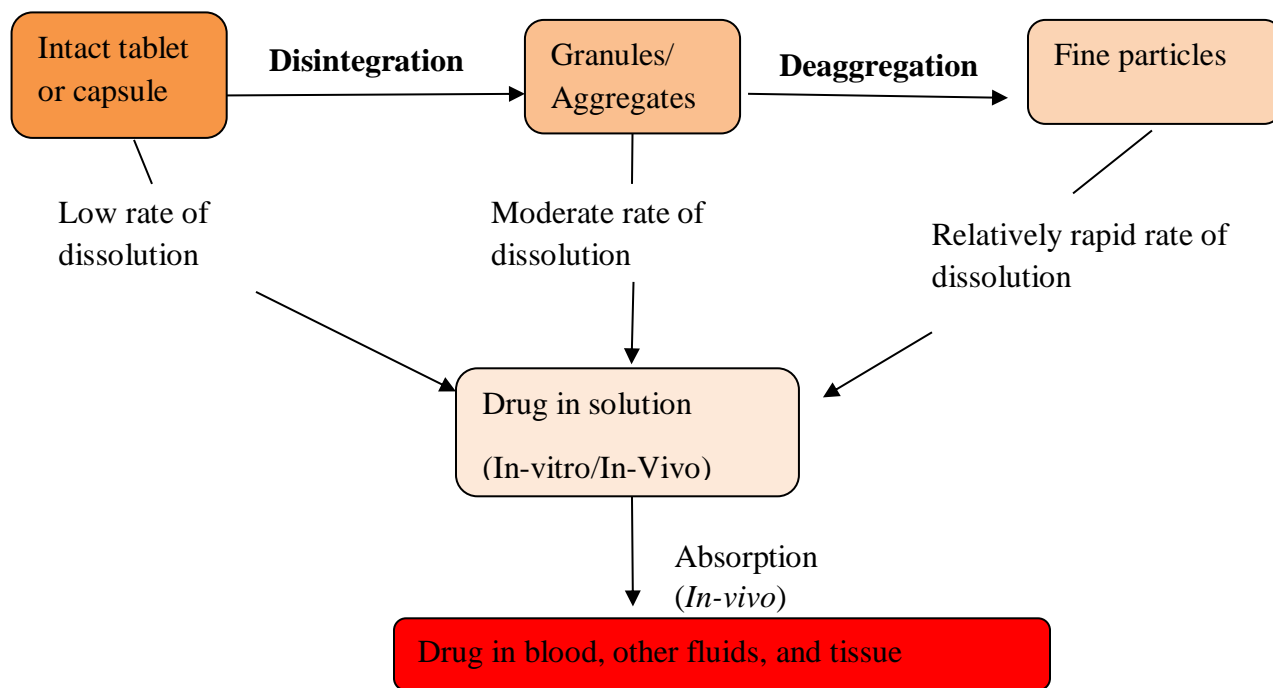 Intact tablet
or capsule
Disintegration
Granules/
Aggregates
Deaggregation
Fine particles
Low rate of
dissolution
Moderate rate of
dissolution
Relatively rapid rate of
dissolution
Drug in solution
(In-vitro/In-Vivo)
Absorption
(In-vivo)
Drug in blood, other fluids, and tissue